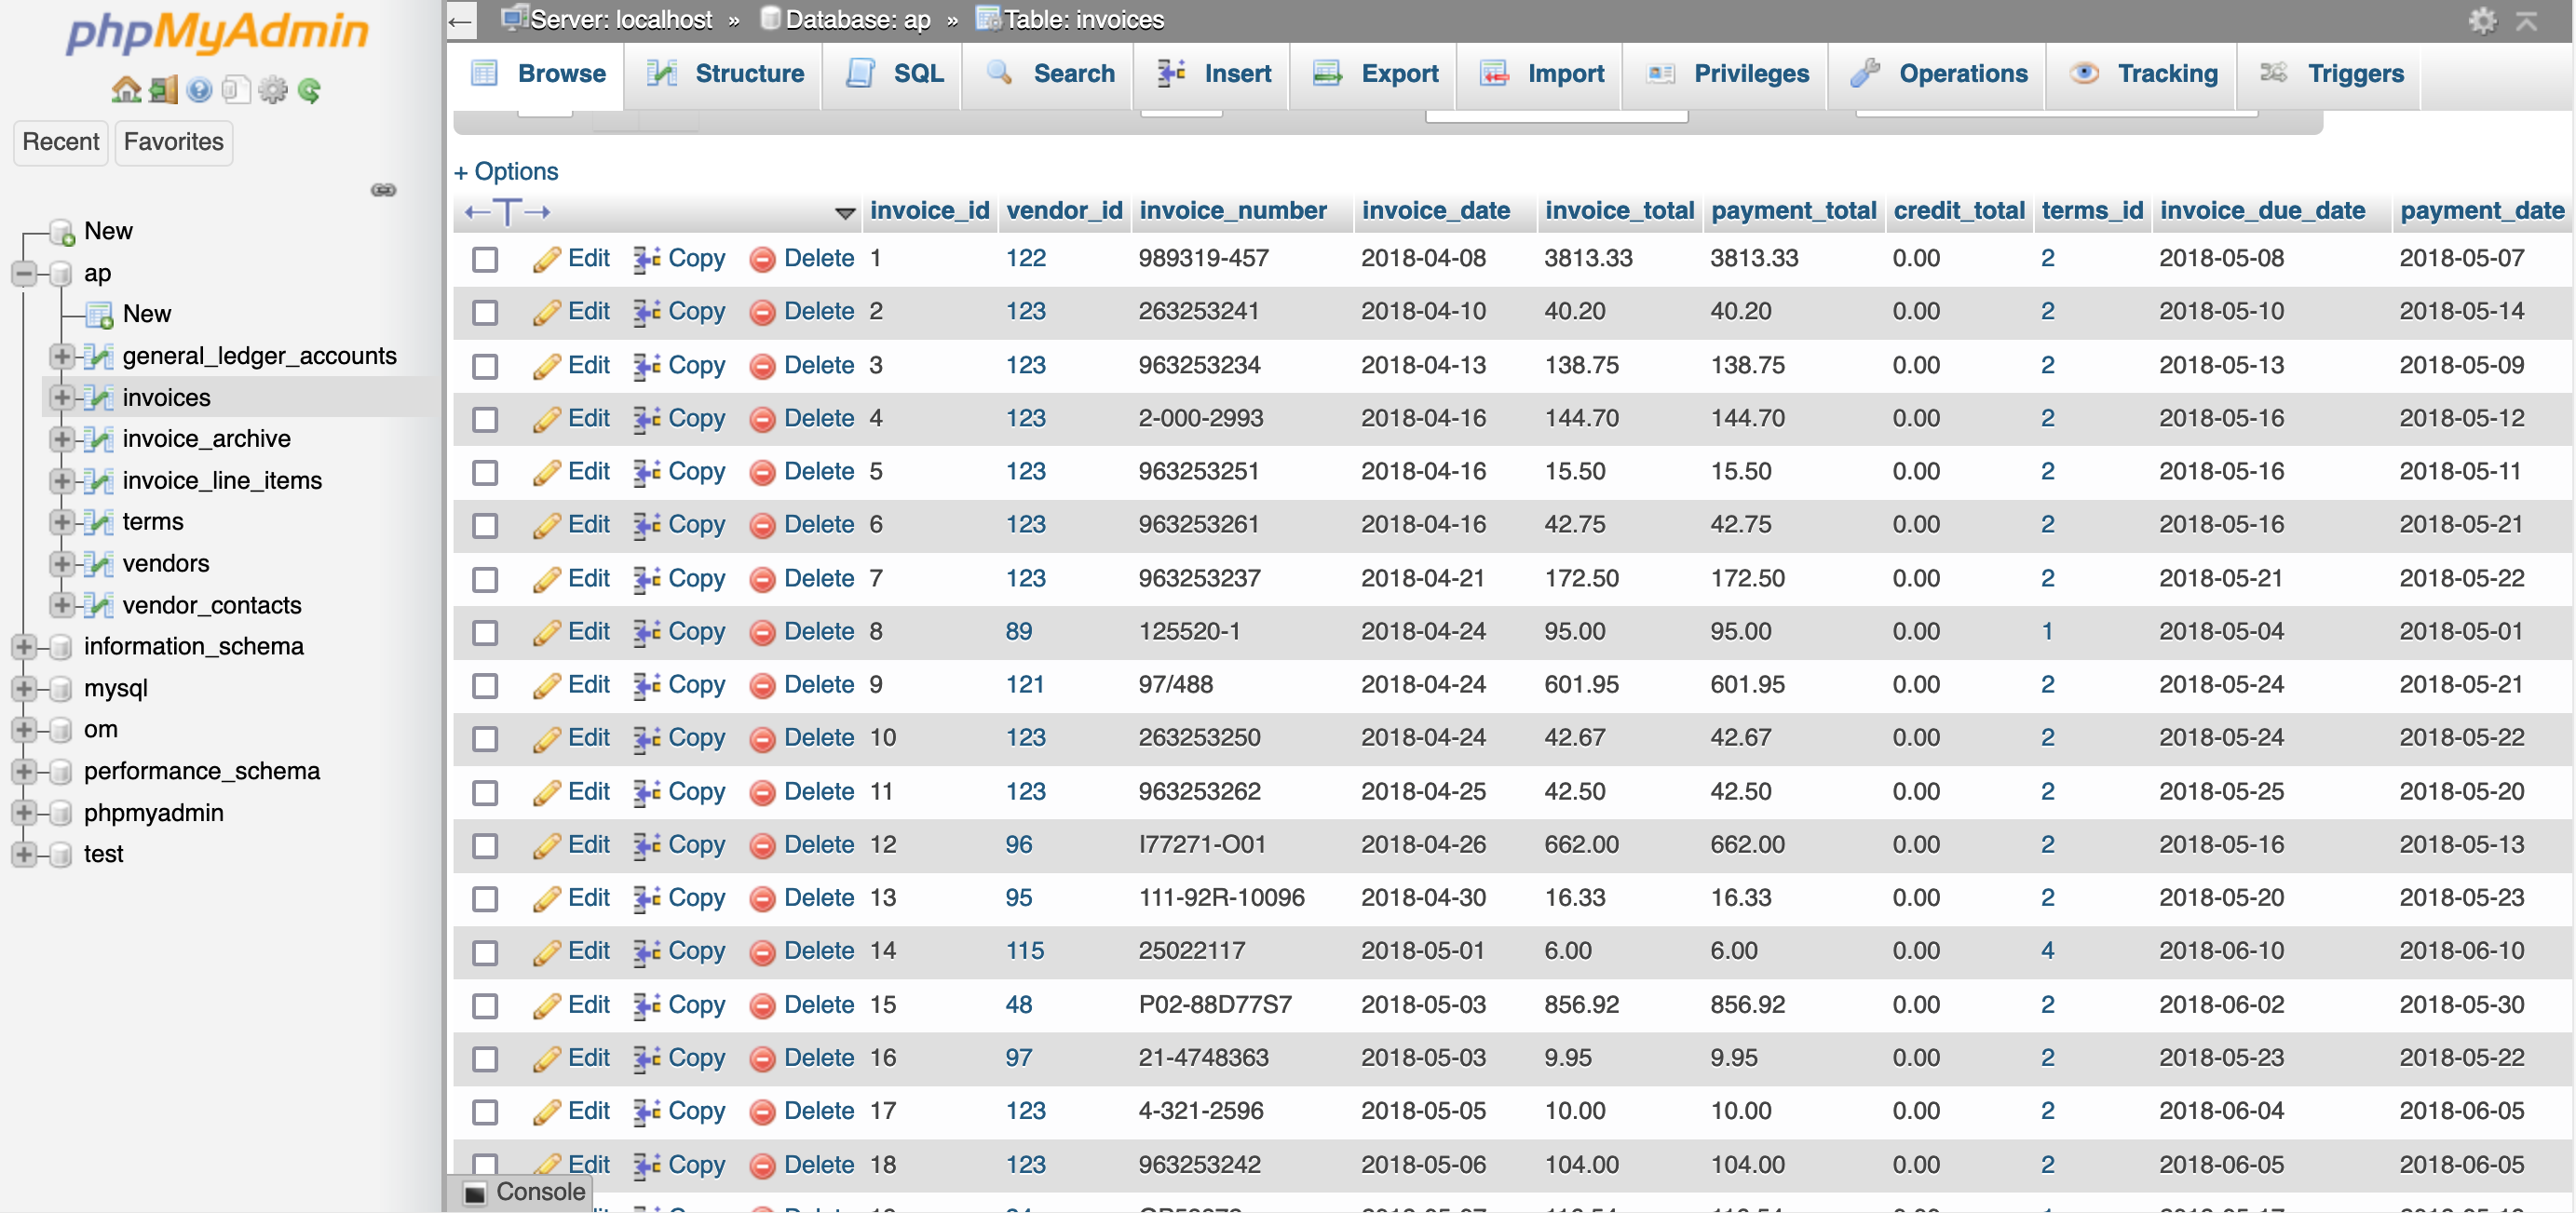 phpMyAdmin
Recent Favorites
New
ap
New
general_ledger_accounts
invoices
invoice_archive
invoice_line_items
terms
vendors
vendor_contacts
information_schema
mysql
om
performance_schema
phpmyadmin
test
Server: localhost » Database: ap » Table: invoices
Browse Structure SQL Search Insert Export Import Privileges Operations Tracking Triggers
+ Options
←T→ invoice_id vendor_id invoice_number invoice_date invoice_total payment_total credit_total terms_id invoice_due_date payment_date
Edit Copy Delete 1 122 989319-457 2018-04-08 3813.33 3813.33 0.00 2 2018-05-08 2018-05-07
Edit Copy Delete 2 123 263253241 2018-04-10 40.20 40.20 0.00 2 2018-05-10 2018-05-14
Edit Copy Delete 3 123 963253234 2018-04-13 138.75 138.75 0.00 2 2018-05-13 2018-05-09
Edit Copy Delete 4 123 2-000-2993 2018-04-16 144.70 144.70 0.00 2 2018-05-16 2018-05-12
Edit Copy Delete 5 123 963253251 2018-04-16 15.50 15.50 0.00 2 2018-05-16 2018-05-11
Edit Copy Delete 6 123 963253261 2018-04-16 42.75 42.75 0.00 2 2018-05-16 2018-05-21
Edit Copy Delete 7 123 963253237 2018-04-21 172.50 172.50 0.00 2 2018-05-21 2018-05-22
Edit Copy Delete 8 89 125520-1 2018-04-24 95.00 95.00 0.00 1 2018-05-04 2018-05-01
Edit Copy Delete 9 121 97/488 2018-04-24 601.95 601.95 0.00 2 2018-05-24 2018-05-21
Edit Copy Delete 10 123 263253250 2018-04-24 42.67 42.67 0.00 2 2018-05-24 2018-05-22
Edit Copy Delete 11 123 963253262 2018-04-25 42.50 42.50 0.00 2 2018-05-25 2018-05-20
Edit Copy Delete 12 96 I77271-O01 2018-04-26 662.00 662.00 0.00 2 2018-05-16 2018-05-13
Edit Copy Delete 13 95 111-92R-10096 2018-04-30 16.33 16.33 0.00 2 2018-05-20 2018-05-23
Edit Copy Delete 14 115 25022117 2018-05-01 6.00 6.00 0.00 4 2018-06-10 2018-06-10
Edit Copy Delete 15 48 P02-88D77S7 2018-05-03 856.92 856.92 0.00 2 2018-06-02 2018-05-30
Edit Copy Delete 16 97 21-4748363 2018-05-03 9.95 9.95 0.00 2 2018-05-23 2018-05-22
Edit Copy Delete 17 123 4-321-2596 2018-05-05 10.00 10.00 0.00 2 2018-06-04 2018-06-05
Edit Copy Delete 18 123 963253242 2018-05-06 104.00 104.00 0.00 2 2018-06-05 2018-06-05
Console